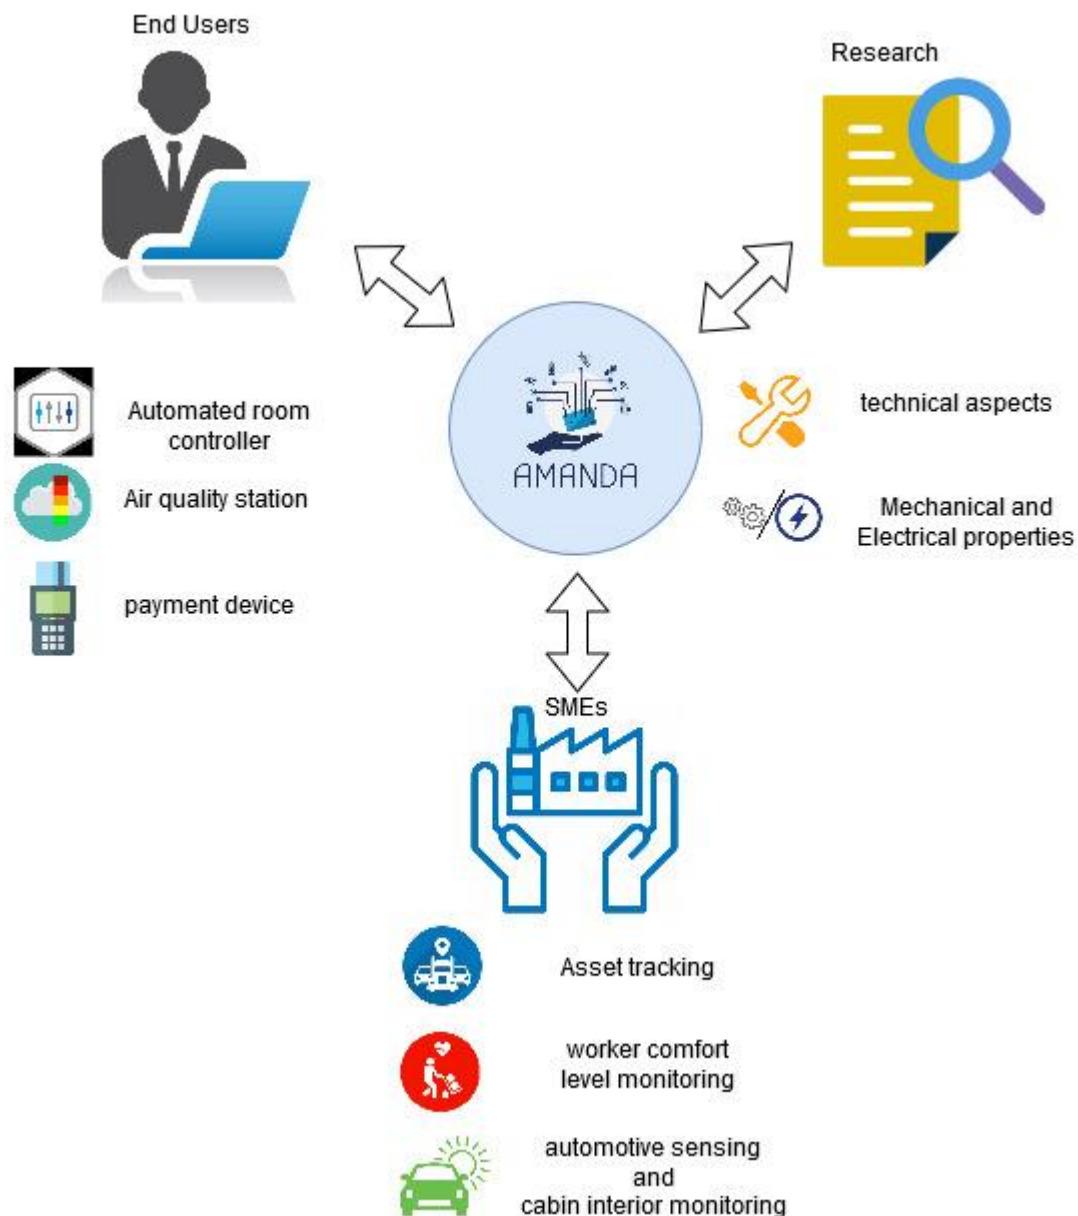 End Users
Research
AMANDA
Automated room
controller
Air quality station
payment device
technical aspects
Mechanical and
Electrical properties
SMEs
Asset tracking
worker comfort
level monitoring
automotive sensing
and
cabin interior monitoring